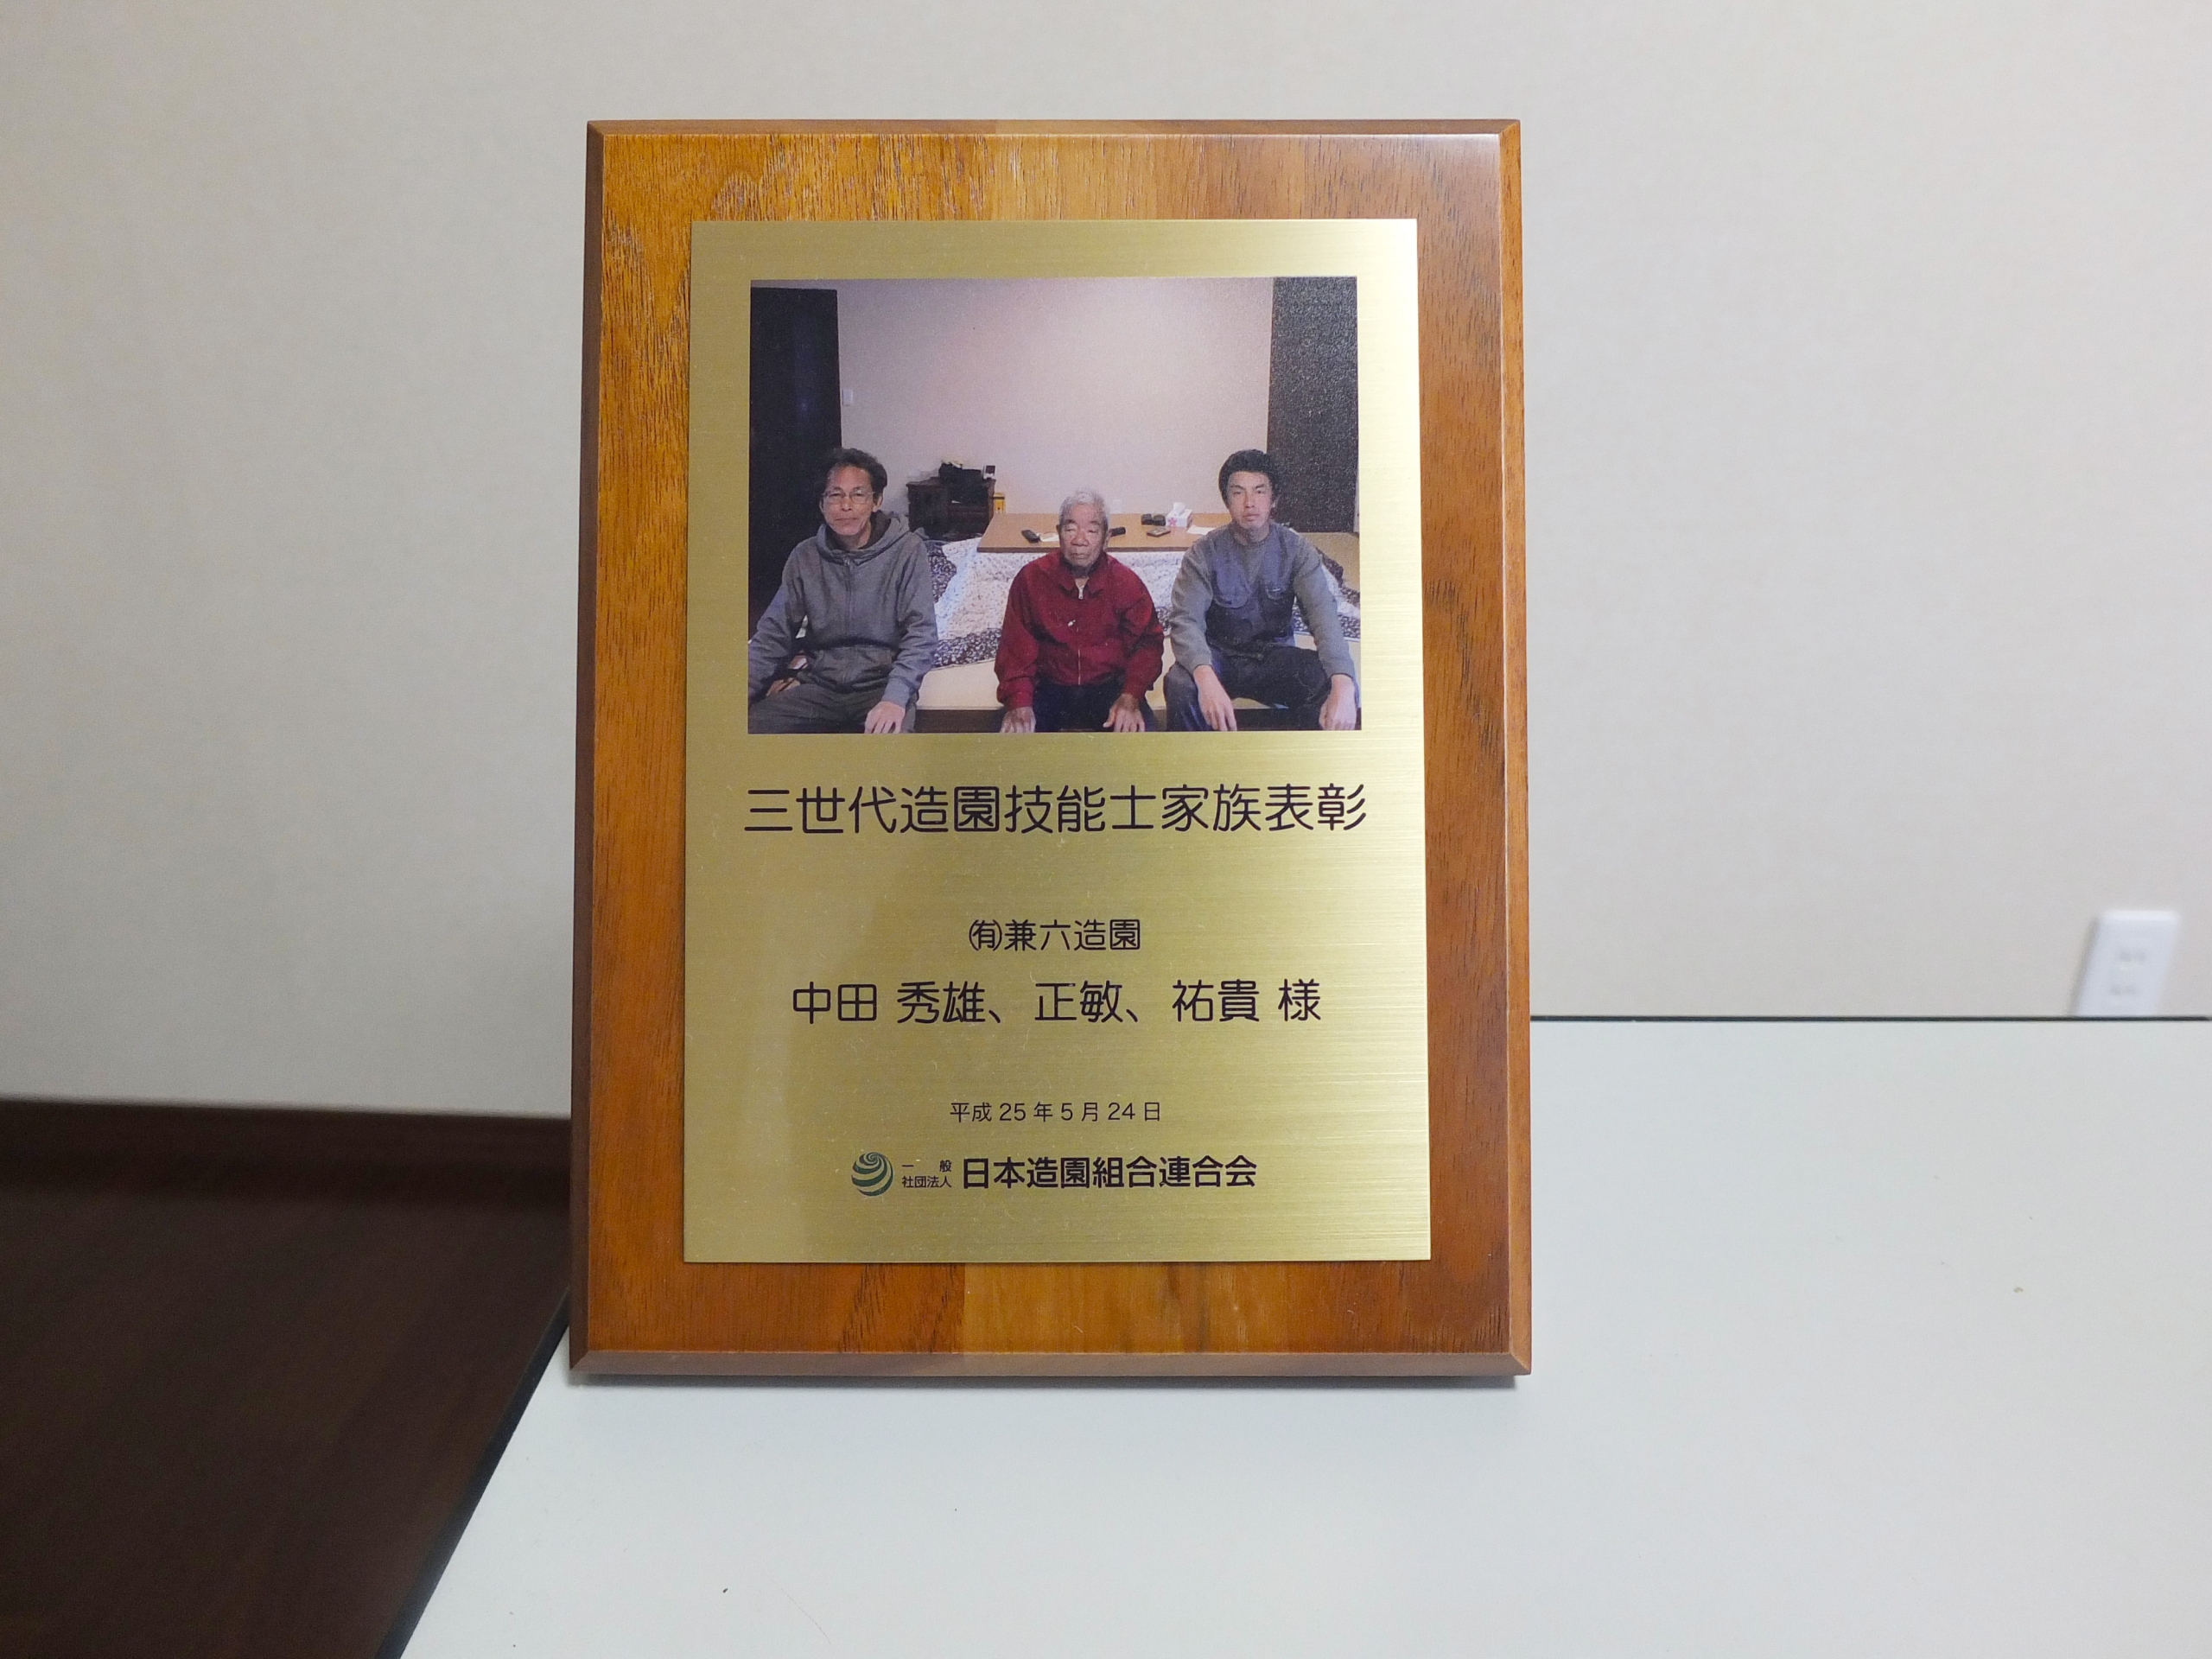 三世代造園技能士家族表彰
㈲兼六造園
中田 秀雄、正敏、祐貴 様
平成25年5月24日
一般社団法人 日本造園組合連合会